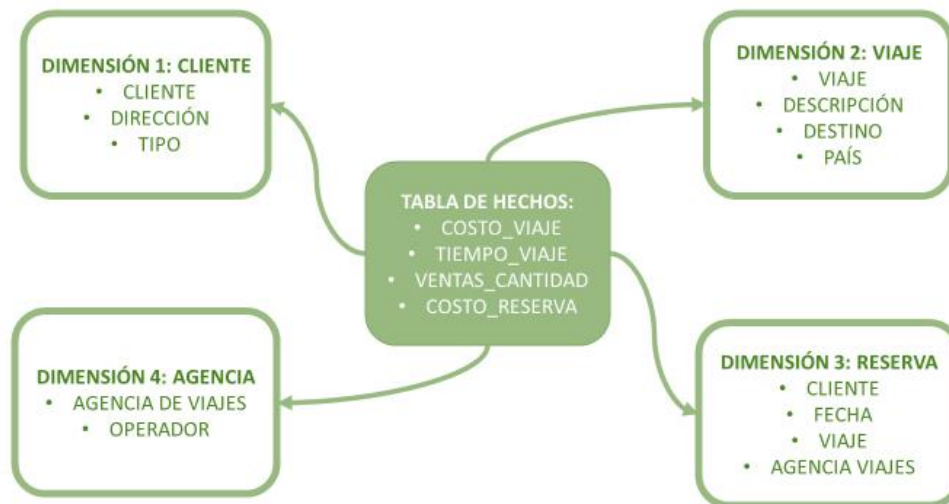 DIMENSIÓN 1: CLIENTE
• CLIENTE
• DIRECCIÓN
• TIPO
DIMENSIÓN 2: VIAJE
• VIAJE
• DESCRIPCIÓN
• DESTINO
• PAÍS
TABLA DE HECHOS:
• COSTO_VIAJE
• TIEMPO_VIAJE
• VENTAS_CANTIDAD
• COSTO_RESERVA
DIMENSIÓN 4: AGENCIA
• AGENCIA DE VIAJES
• OPERADOR
DIMENSIÓN 3: RESERVA
• CLIENTE
• FECHA
• VIAJE
• AGENCIA VIAJES